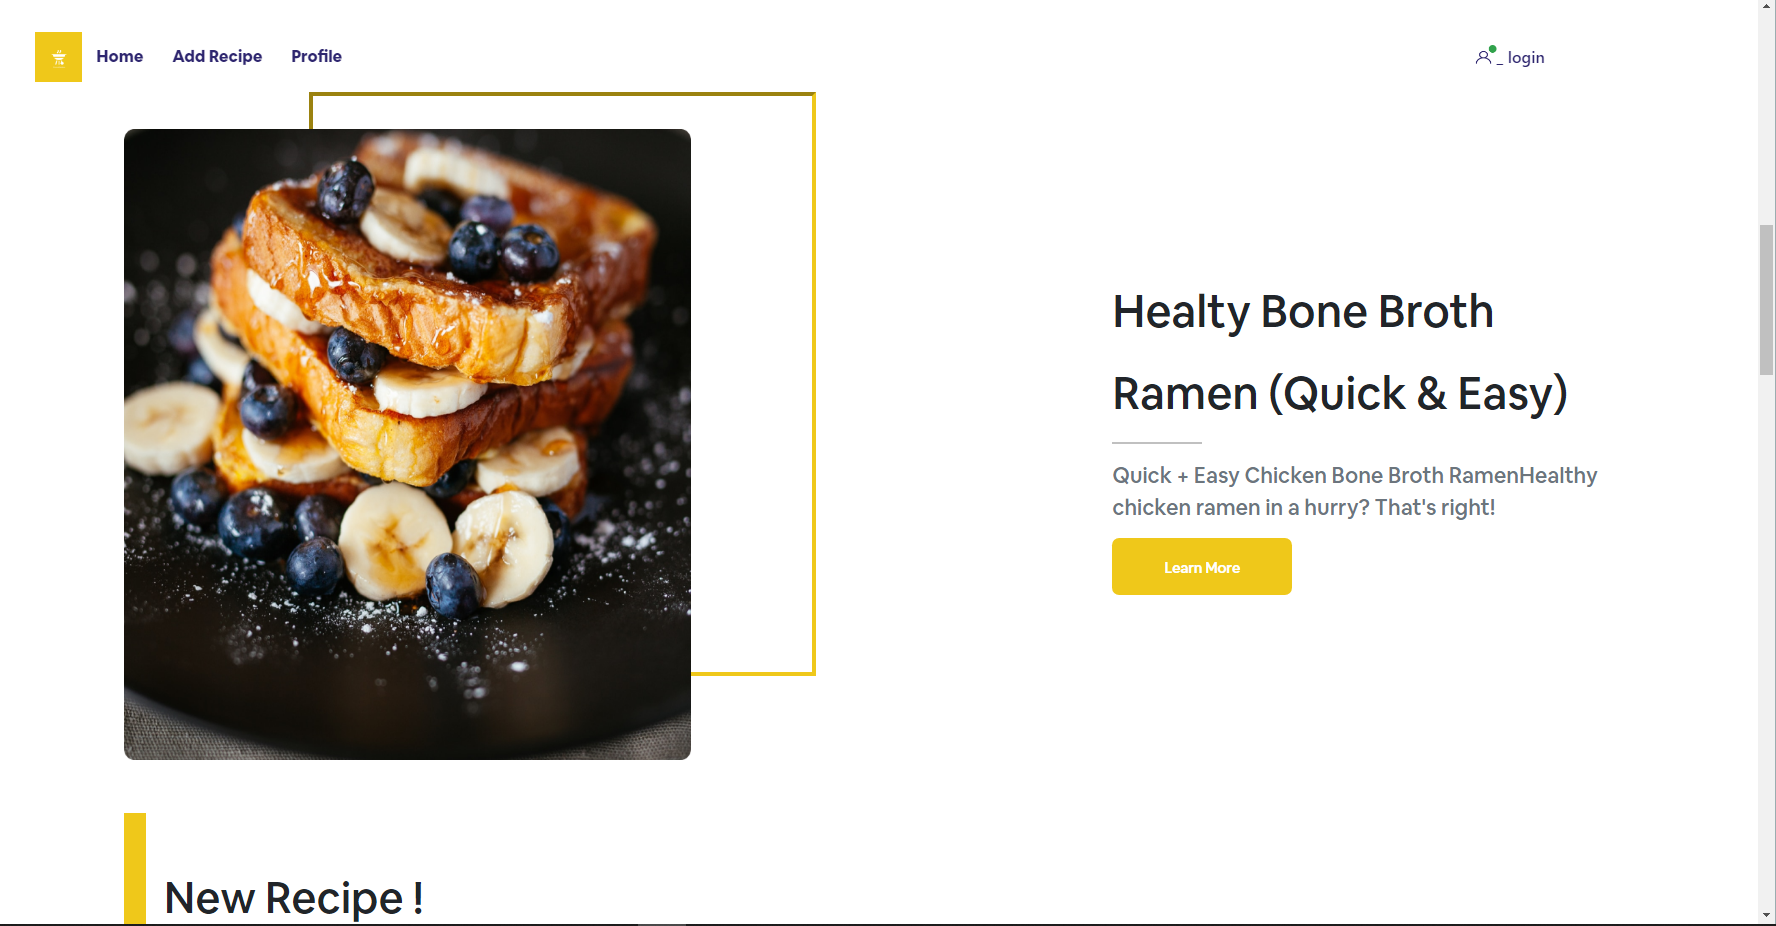 Home Add Recipe Profile
_ login
Healty Bone Broth
Ramen (Quick & Easy)
Quick + Easy Chicken Bone Broth RamenHealthy
chicken ramen in a hurry? That's right!
Learn More
New Recipe !